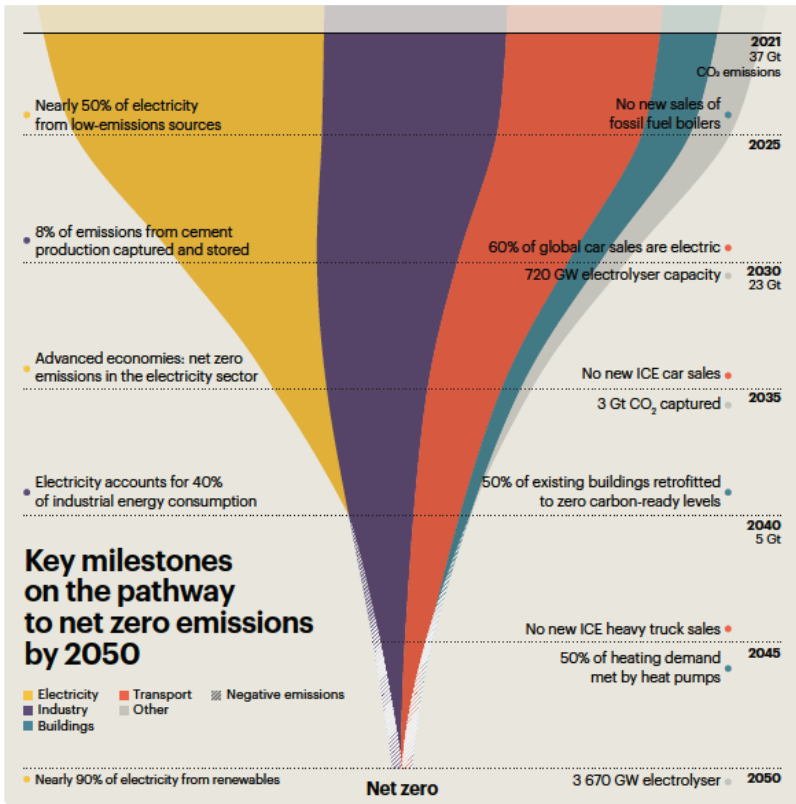 2021
37 Gt
CO₂ emissions
Nearly 50% of electricity
from low-emissions sources
No new sales of
fossil fuel boilers
2025
8% of emissions from cement
production captured and stored
60% of global car sales are electric
720 GW electrolyser capacity
2030
23 Gt
Advanced economies: net zero
emissions in the electricity sector
No new ICE car sales
3 Gt CO₂ captured
2035
Electricity accounts for 40%
of industrial energy consumption
50% of existing buildings retrofitted
to zero carbon-ready levels
2040
5 Gt
Key milestones
on the pathway
to net zero emissions
by 2050
Electricity
Transport
Negative emissions
Industry
Other
Buildings
No new ICE heavy truck sales
2045
50% of heating demand
met by heat pumps
Nearly 90% of electricity from renewables
Net zero
3 670 GW electrolyser
2050